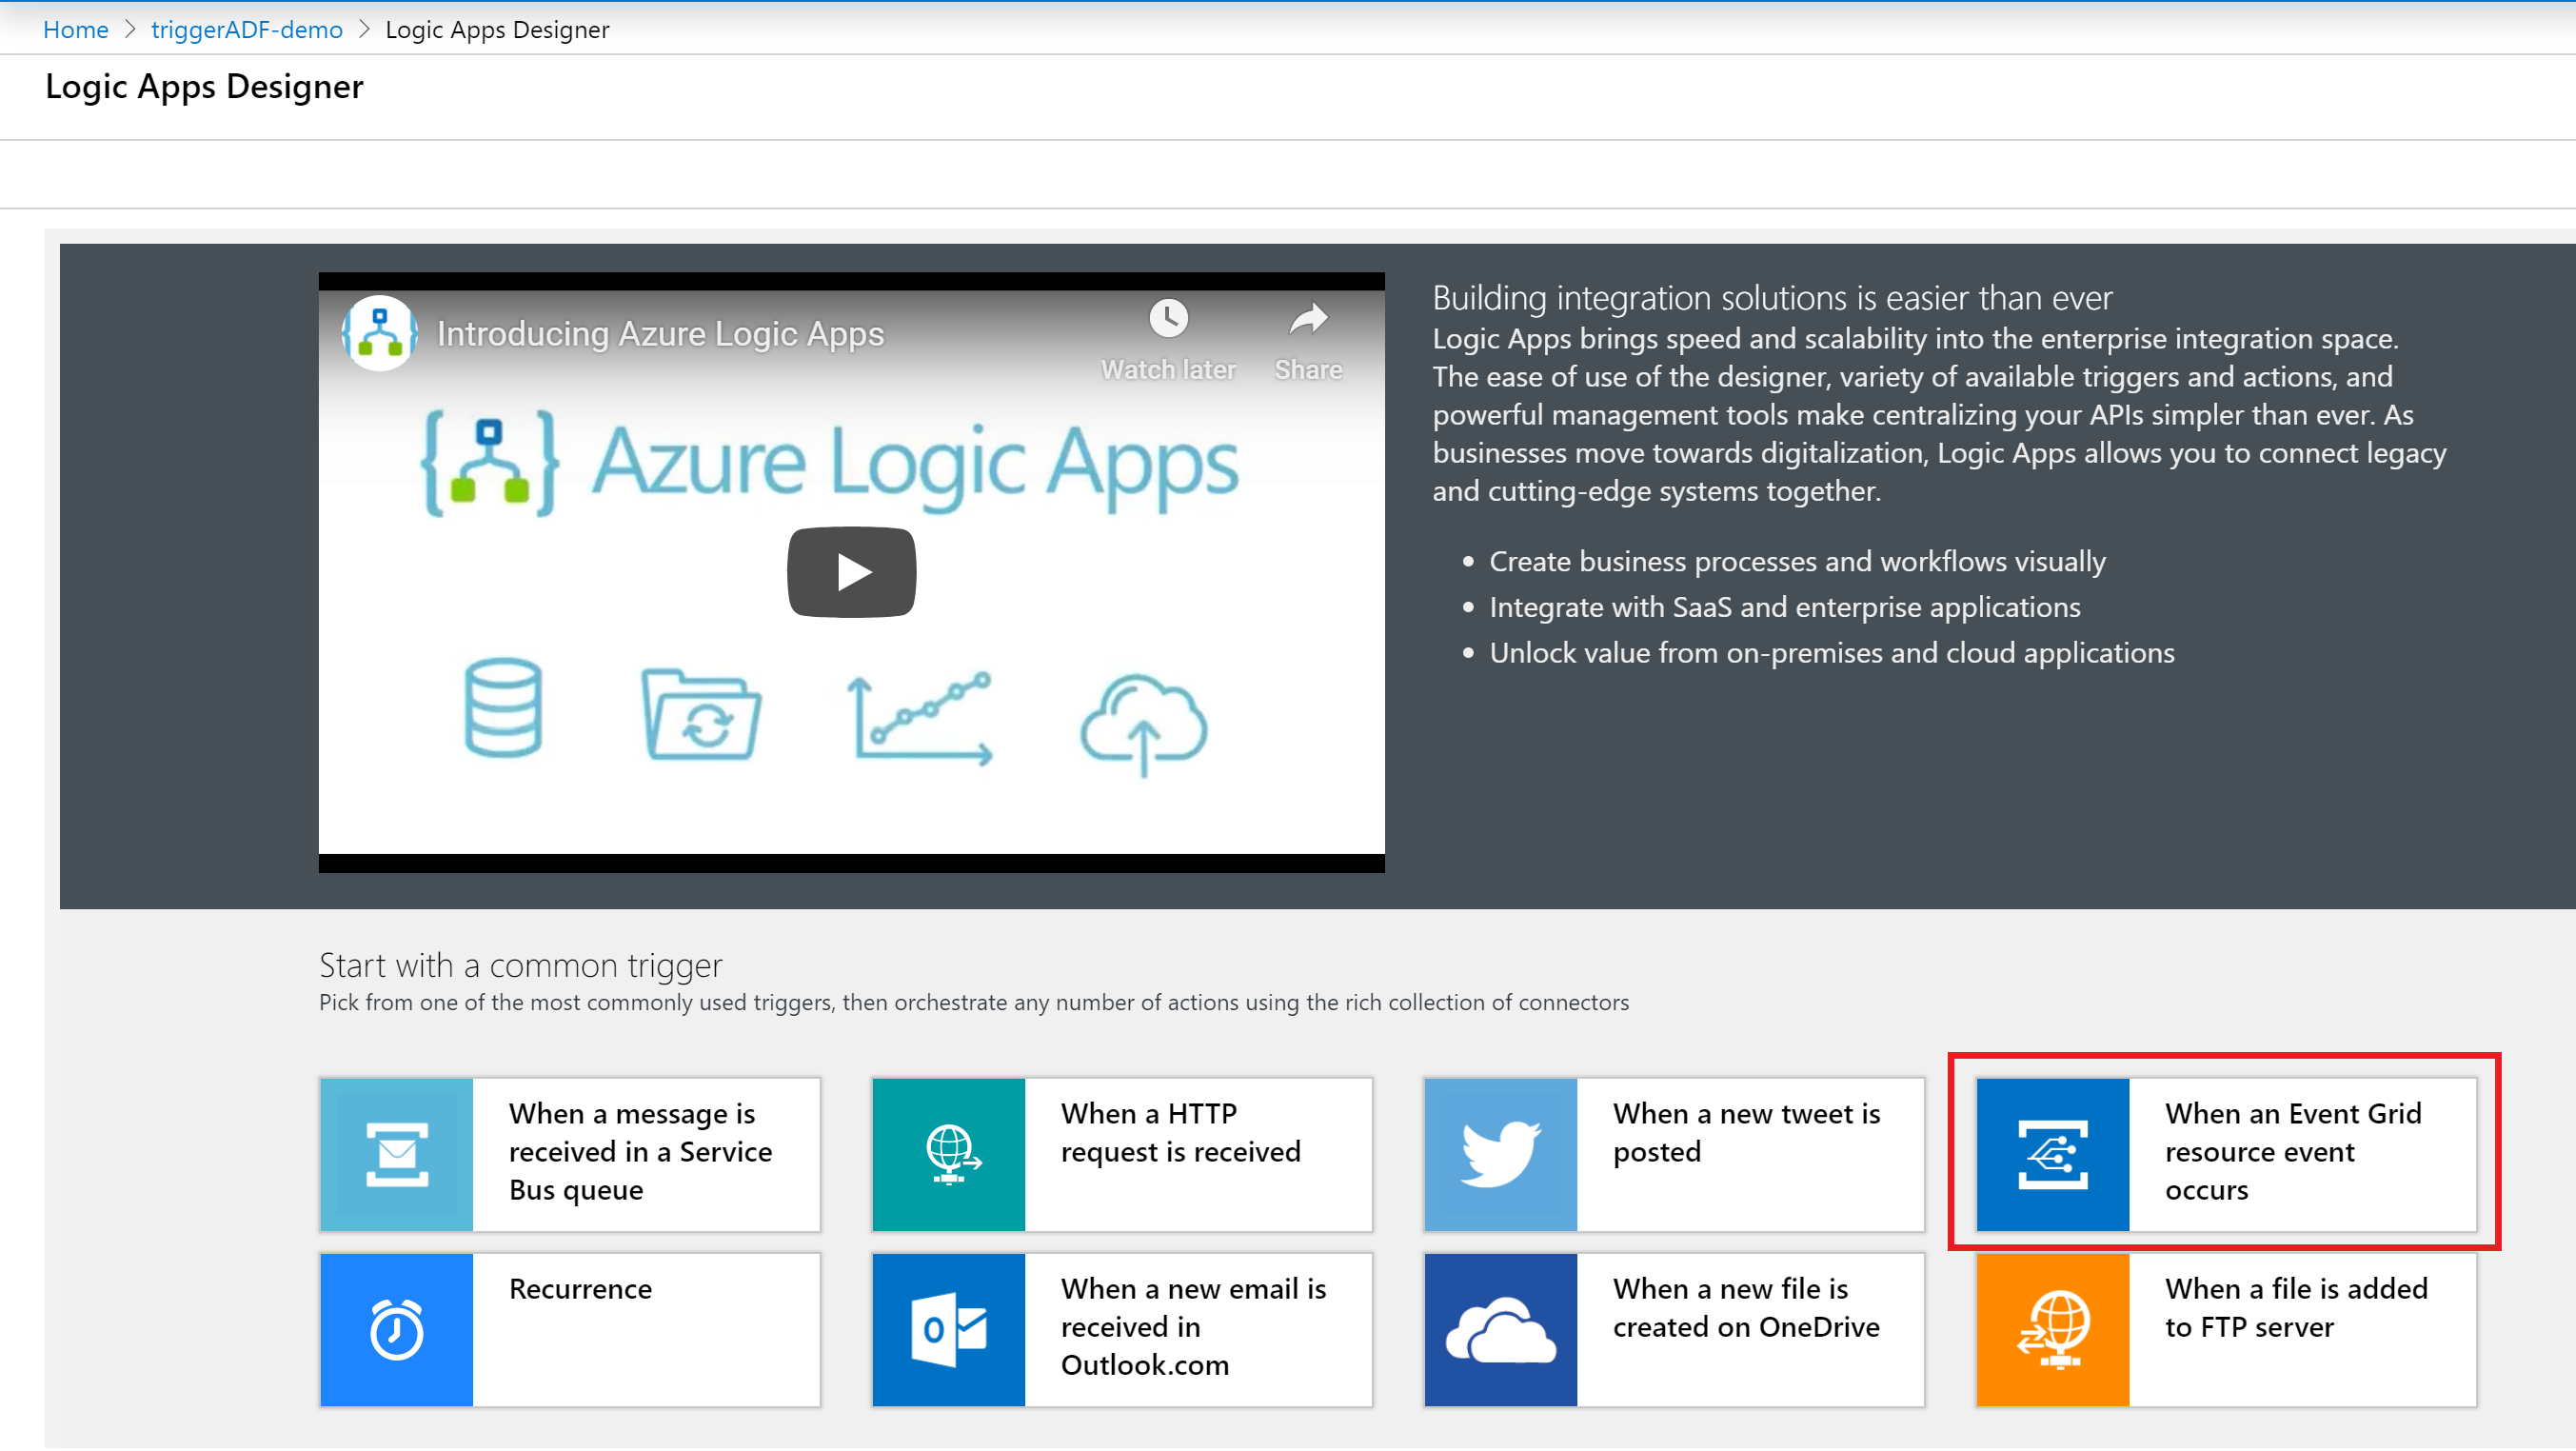 Home > triggerADF-demo > Logic Apps Designer
Logic Apps Designer
Introducing Azure Logic Apps
Watch later
Share
Azure Logic Apps
Building integration solutions is easier than ever
Logic Apps brings speed and scalability into the enterprise integration space.
The ease of use of the designer, variety of available triggers and actions, and
powerful management tools make centralizing your APIs simpler than ever. As
businesses move towards digitalization, Logic Apps allows you to connect legacy
and cutting-edge systems together.
• Create business processes and workflows visually
• Integrate with SaaS and enterprise applications
• Unlock value from on-premises and cloud applications
Start with a common trigger
Pick from one of the most commonly used triggers, then orchestrate any number of actions using the rich collection of connectors
When a message is
received in a Service
Bus queue
When a HTTP
request is received
When a new tweet is
posted
When an Event Grid
resource event
occurs
Recurrence
When a new email is
received in
Outlook.com
When a new file is
created on OneDrive
When a file is added
to FTP server